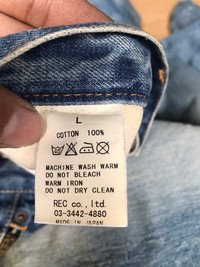 L
COTTON 100%
MACHINE WASH WARM
DO NOT BLEACH
WARM IRON
DO NOT DRY CLEAN
REC co., ltd.
03-3442-4880
MADE IN JAPAN